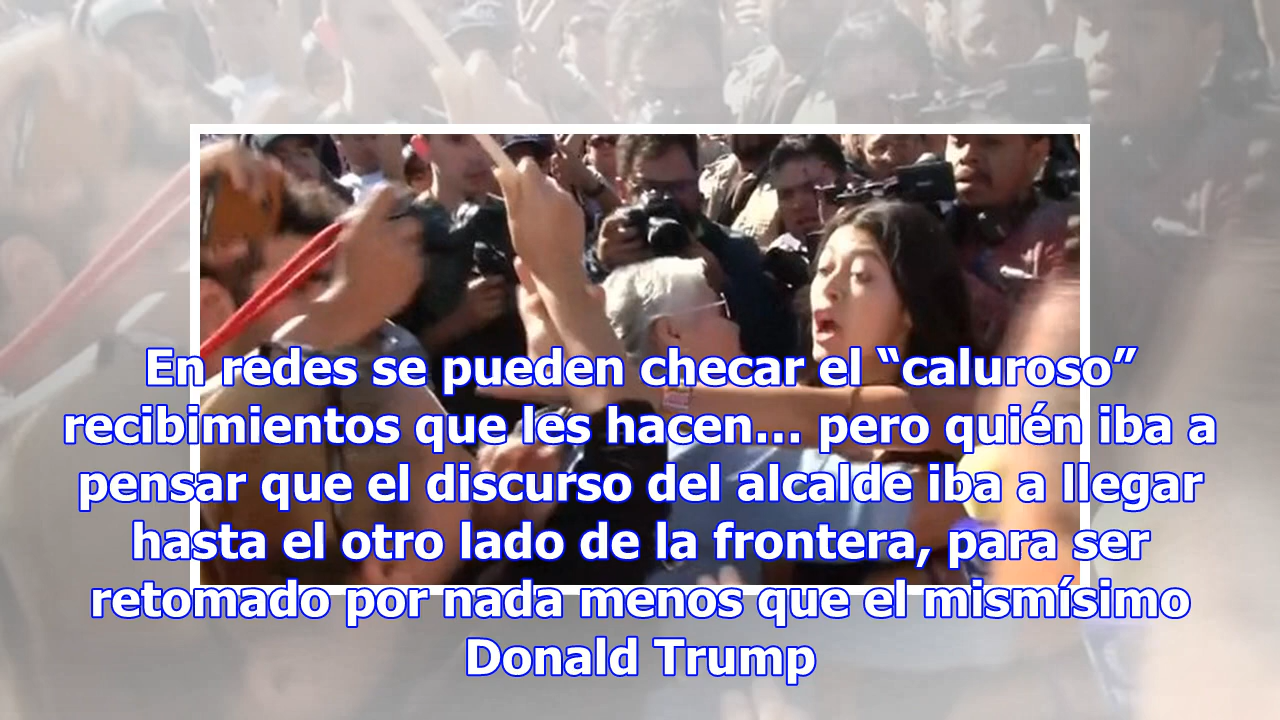 En redes se pueden checar el “caluroso”
recibimientos que les hacen... pero quién iba a
pensar que el discurso del alcalde iba a llegar
hasta el otro lado de la frontera, para ser
retomado por nada menos que el mismísimo
Donald Trump